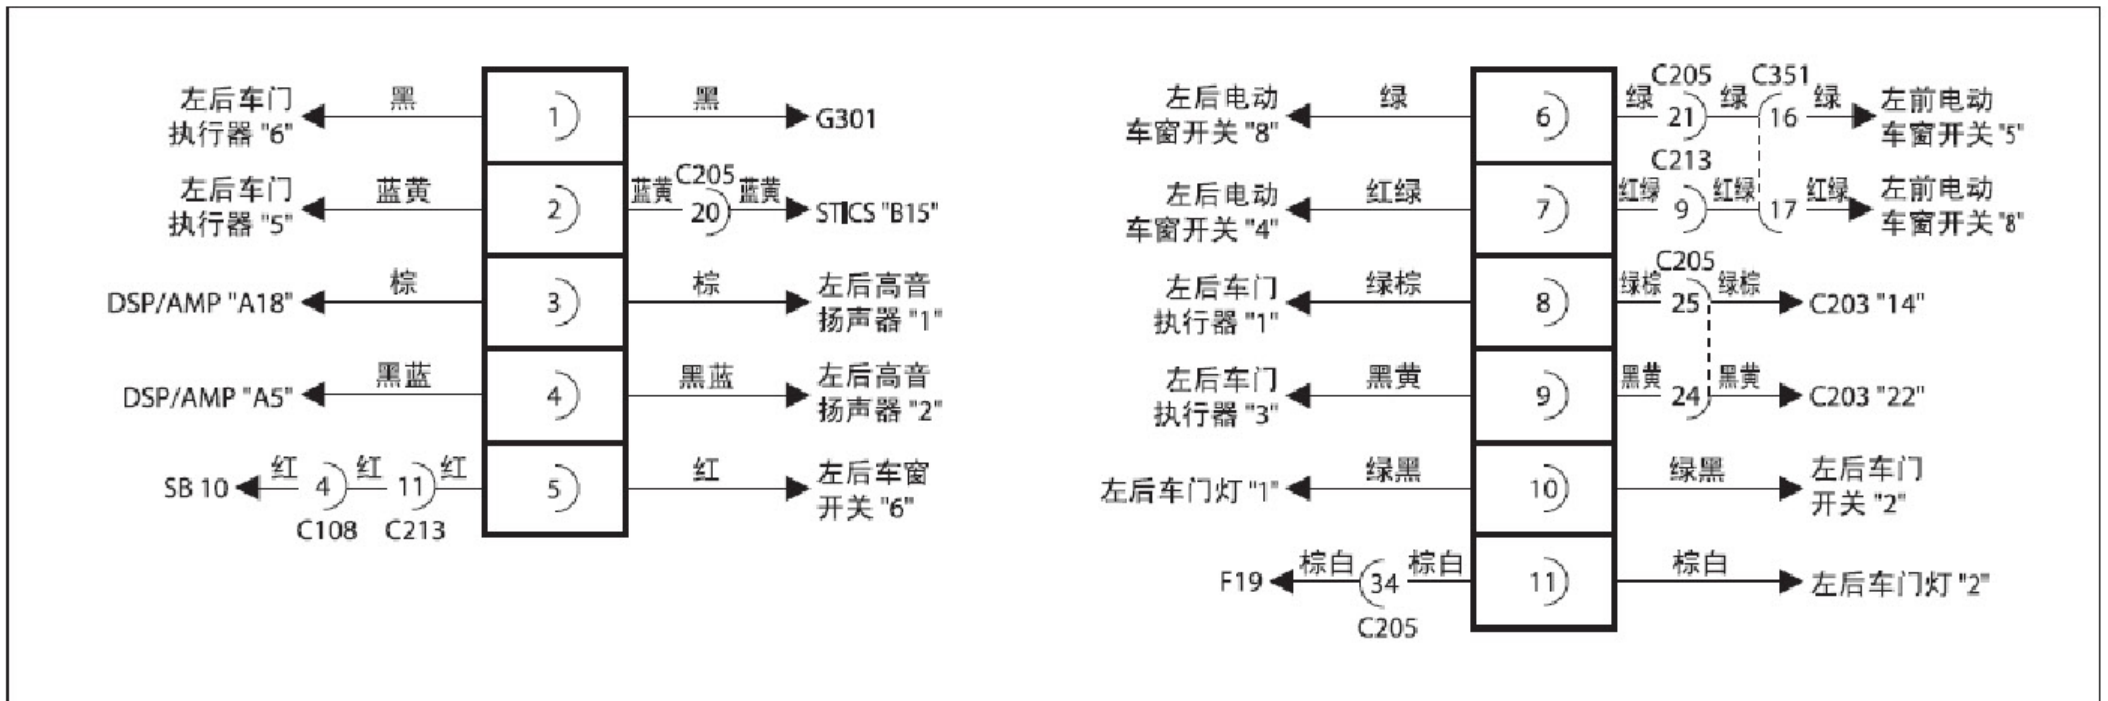 左后车门
执行器 "6"
黑
1
黑
G301
左后车门
执行器 "5"
蓝黄
2
蓝黄
C205
20
蓝黄
STICS "B15"
DSP/AMP "A18"
棕
3
棕
左后高音
扬声器 "1"
DSP/AMP "A5"
黑蓝
4
黑蓝
左后高音
扬声器 "2"
SB 10
红
4
C108
红
11
C213
红
5
红
左后车窗
开关 "6"
左后电动
车窗开关 "8"
绿
6
绿
C205
21
绿
C351
16
绿
左前电动
车窗开关 "5"
左后电动
车窗开关 "4"
红绿
7
红绿
C213
9
红绿
17
红绿
左前电动
车窗开关 "8"
左后车门
执行器 "1"
绿棕
8
绿棕
C205
25
绿棕
C203 "14"
左后车门
执行器 "3"
黑黄
9
黑黄
24
黑黄
C203 "22"
左后车门灯 "1"
绿黑
10
绿黑
左后车门
开关 "2"
F19
棕白
34
C205
棕白
11
棕白
左后车门灯 "2"